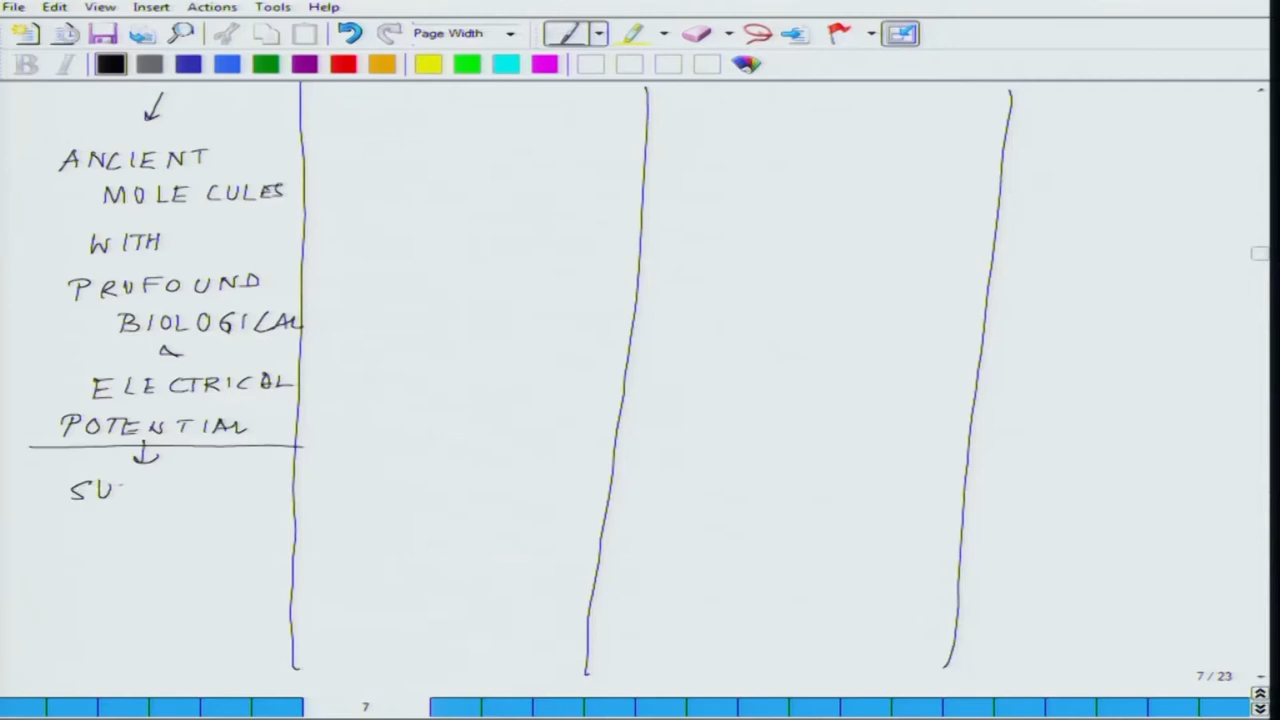 File Edit View Insert Actions Tools Help
Page Width
ANCIENT
MOLECULES
WITH
PROFOUND
BIOLOGICAL
&
ELECTRICAL
POTENTIAL
SU
7 / 23
7